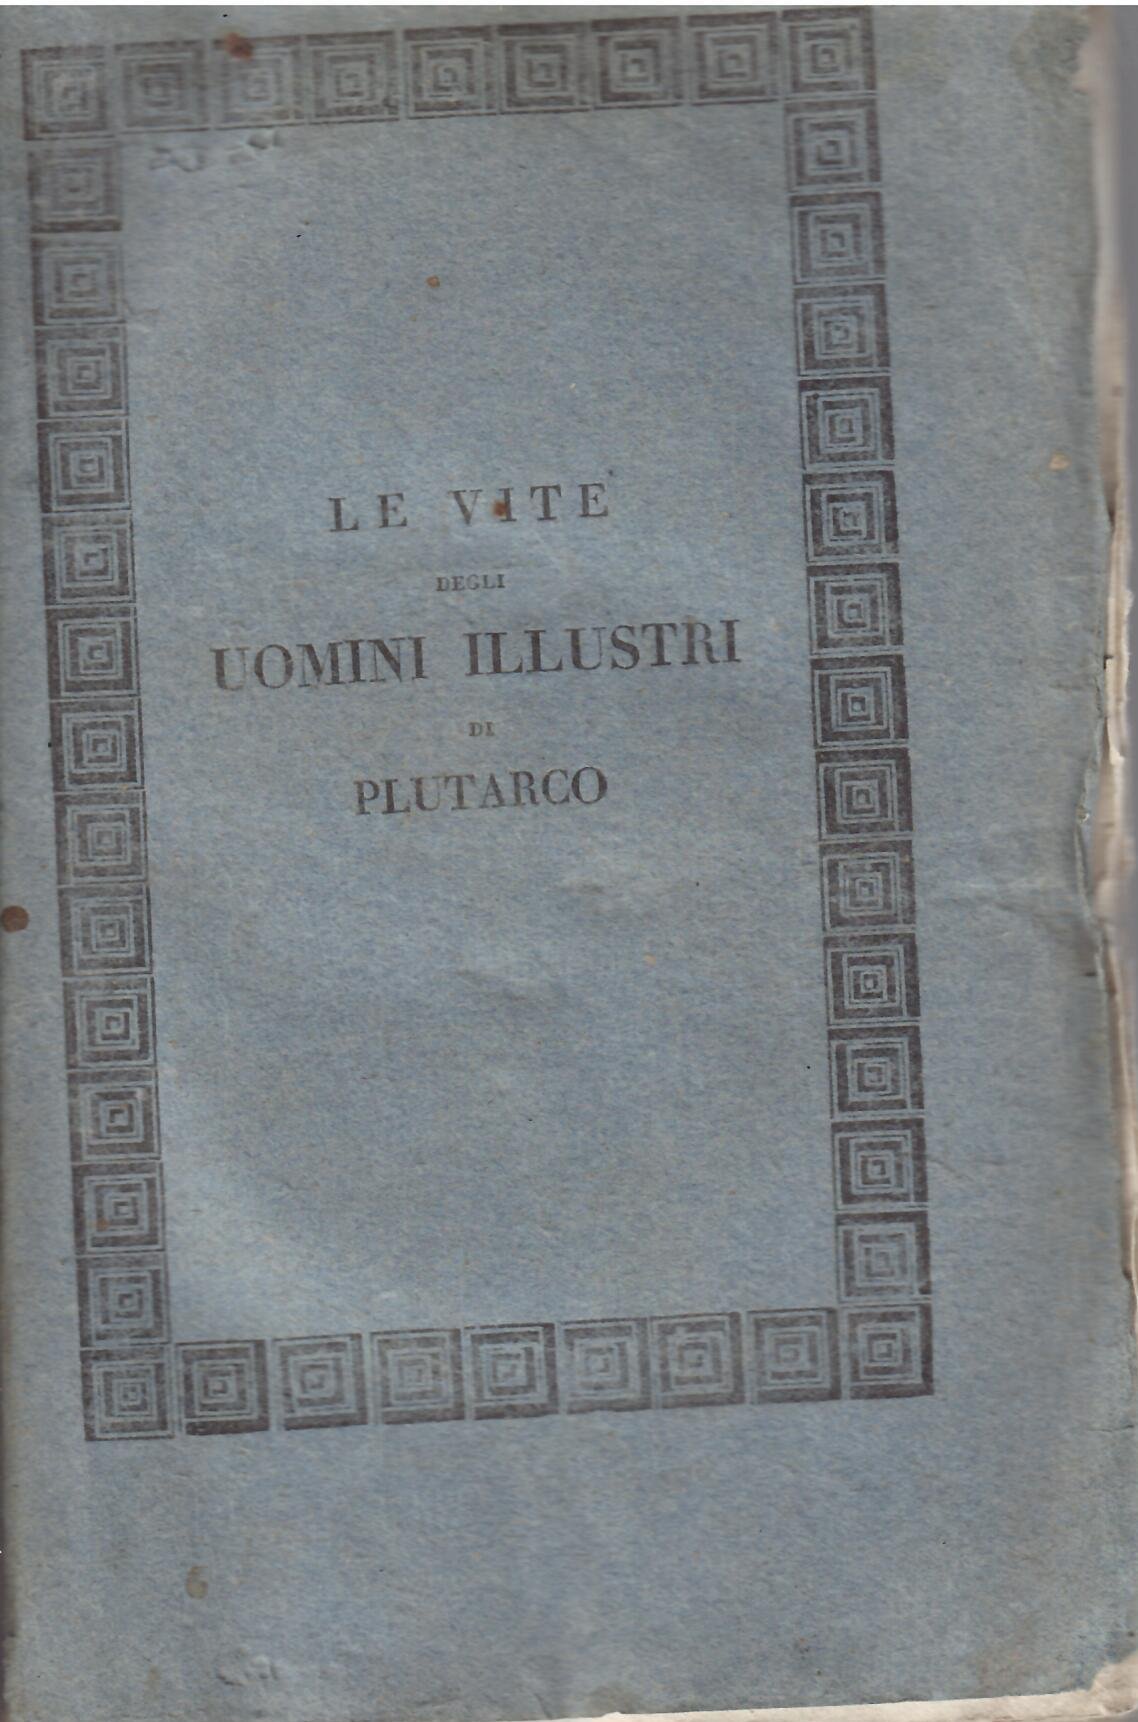 LE VITE
DEGLI
UOMINI ILLUSTRI
DI
PLUTARCO